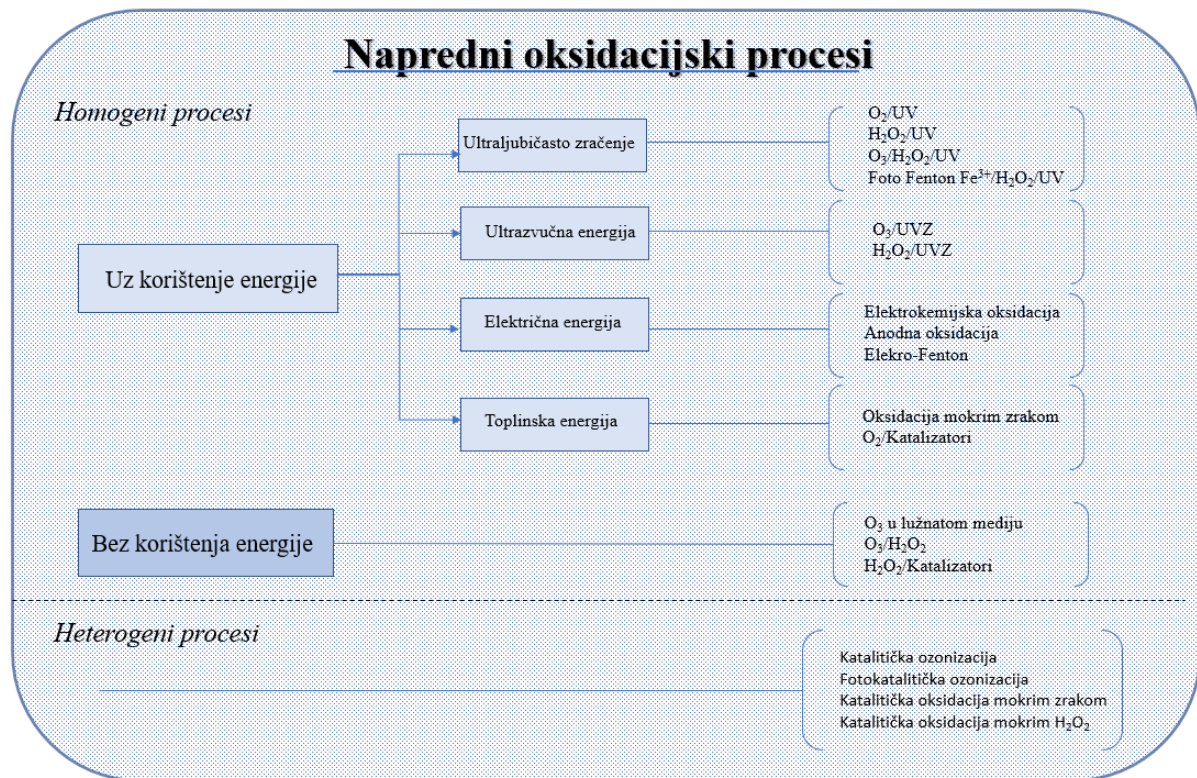 Napredni oksidacijski procesi
Homogeni procesi
Uz korištenje energije
Ultraljubičasto zračenje
O₂/UV
H₂O₂/UV
O₃/H₂O₂/UV
Foto Fenton Fe³⁺/H₂O₂/UV
Ultrazvučna energija
O₃/UVZ
H₂O₂/UVZ
Električna energija
Elektrokemijska oksidacija
Anodna oksidacija
Elekro-Fenton
Toplinska energija
Oksidacija mokrim zrakom
O₂/Katalizatori
Bez korištenja energije
O₃ u lužnatom mediju
O₃/H₂O₂
H₂O₂/Katalizatori
Heterogeni procesi
Katalitička ozonizacija
Fotokatalitička ozonizacija
Katalitička oksidacija mokrim zrakom
Katalitička oksidacija mokrim H₂O₂